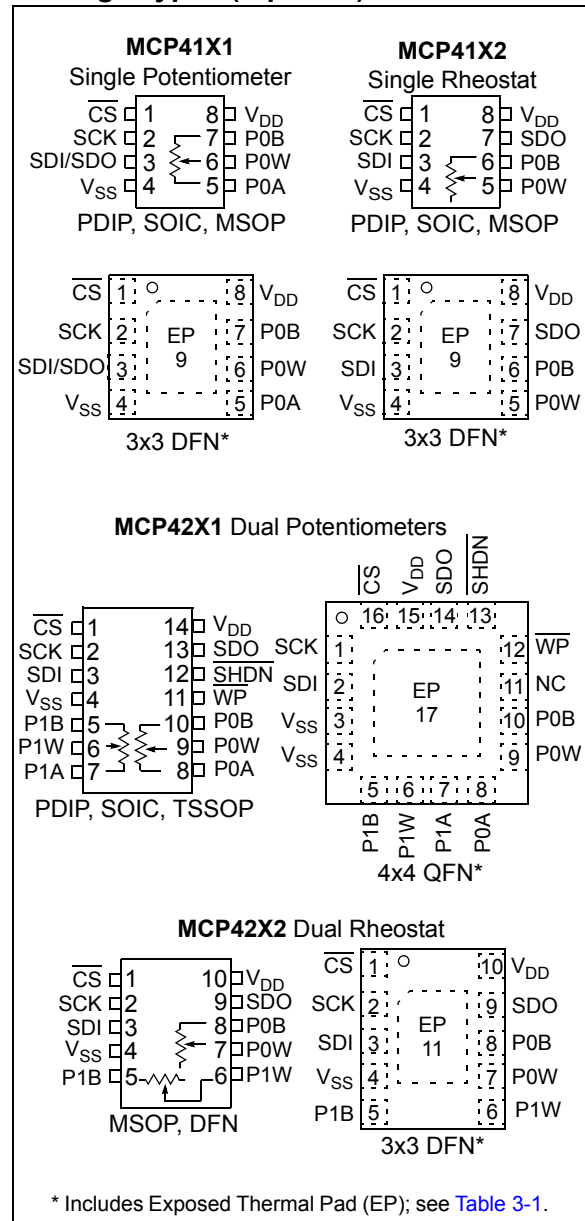 MCP41X1
Single Potentiometer
CS 1 8 VDD
SCK 2 7 P0B
SDI/SDO 3 6 P0W
VSS 4 5 P0A
PDIP, SOIC, MSOP
MCP41X2
Single Rheostat
CS 1 8 VDD
SCK 2 7 SDO
SDI 3 6 P0B
VSS 4 5 P0W
PDIP, SOIC, MSOP
CS 1 8 VDD
SCK 2 EP 7 P0B
SDI/SDO 3 9 6 P0W
VSS 4 5 P0A
3x3 DFN*
CS 1 8 VDD
SCK 2 EP 7 SDO
SDI 3 9 6 P0B
VSS 4 5 P0W
3x3 DFN*
MCP42X1 Dual Potentiometers
CS 1 14 VDD
SCK 2 13 SDO
SDI 3 12 SHDN
VSS 4 11 WP
P1B 5 10 P0B
P1W 6 9 P0W
P1A 7 8 P0A
PDIP, SOIC, TSSOP
CS VDD SDO SHDN
16 15 14 13
SCK 1 12 WP
SDI 2 EP 11 NC
VSS 3 17 10 P0B
VSS 4 9 P0W
5 6 7 8
P1B P1W P1A P0A
4x4 QFN*
MCP42X2 Dual Rheostat
CS 1 10 VDD
SCK 2 9 SDO
SDI 3 8 P0B
VSS 4 7 P0W
P1B 5 6 P1W
MSOP, DFN
CS 1 10 VDD
SCK 2 EP 9 SDO
SDI 3 11 8 P0B
VSS 4 7 P0W
P1B 5 6 P1W
3x3 DFN*
* Includes Exposed Thermal Pad (EP); see Table 3-1.